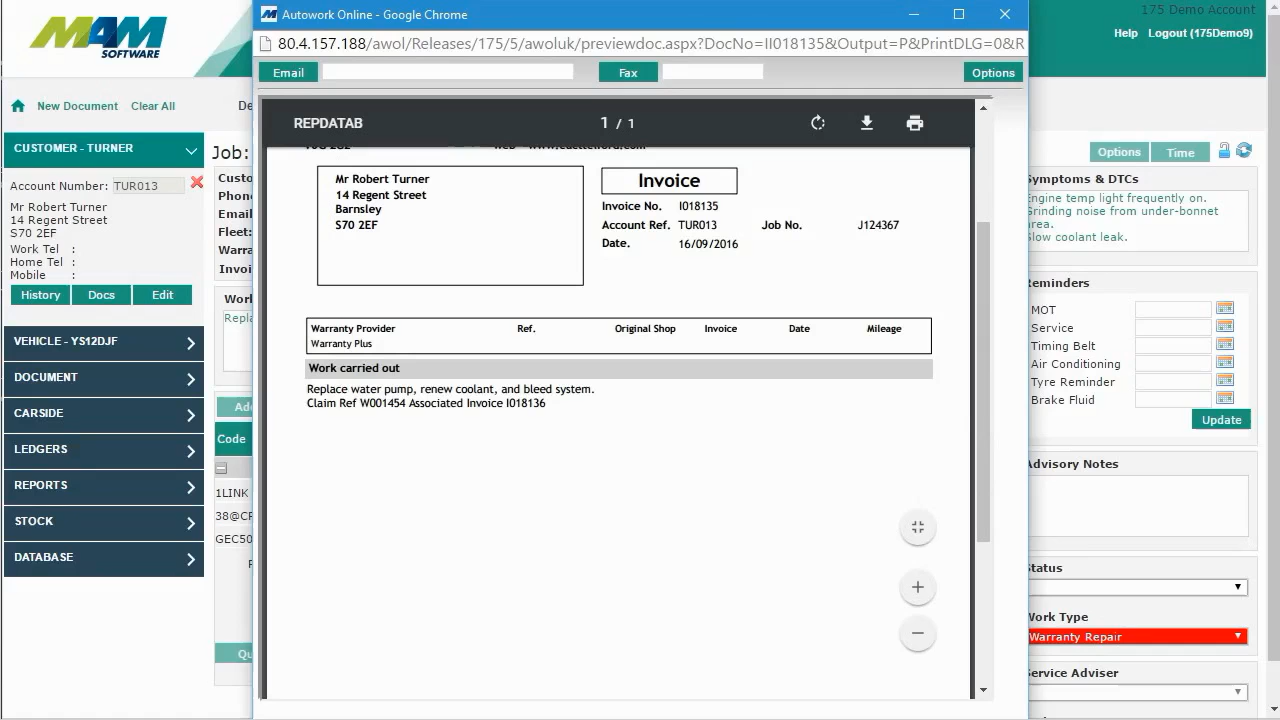 MAM
SOFTWARE
Autowork Online - Google Chrome
175 Demo Account
80.4.157.188/awol/Releases/175/5/awoluk/previewdoc.aspx?DocNo=II018135&Output=P&PrintDLG=0&R
Help Logout (175Demo9)
Email Fax Options
New Document Clear All
REPDATAB 1 / 1
CUSTOMER - TURNER
Job:
Options Time
Account Number: TUR013
Mr Robert Turner
14 Regent Street
S70 2EF
Work Tel :
Home Tel :
Mobile :
History Docs Edit
VEHICLE - YS12DJF
DOCUMENT
CARSIDE
LEDGERS
REPORTS
STOCK
DATABASE
Email
Fleet:
Code
1LINK
Mr Robert Turner
14 Regent Street
Barnsley
S70 2EF
Invoice
Invoice No. I018135
Account Ref. TUR013 Job No. J124367
Date. 16/09/2016
Warranty Provider Ref. Original Shop Invoice Date Mileage
Warranty Plus
Work carried out
Replace water pump, renew coolant, and bleed system.
Claim Ref W001454 Associated Invoice I018136
Symptoms & DTCs
Engine temp light frequently on.
Grinding noise from under-bonnet
area.
Slow coolant leak.
Reminders
MOT
Service
Timing Belt
Air Conditioning
Tyre Reminder
Brake Fluid
Update
Advisory Notes
Status
Work Type
Warranty Repair
Service Adviser